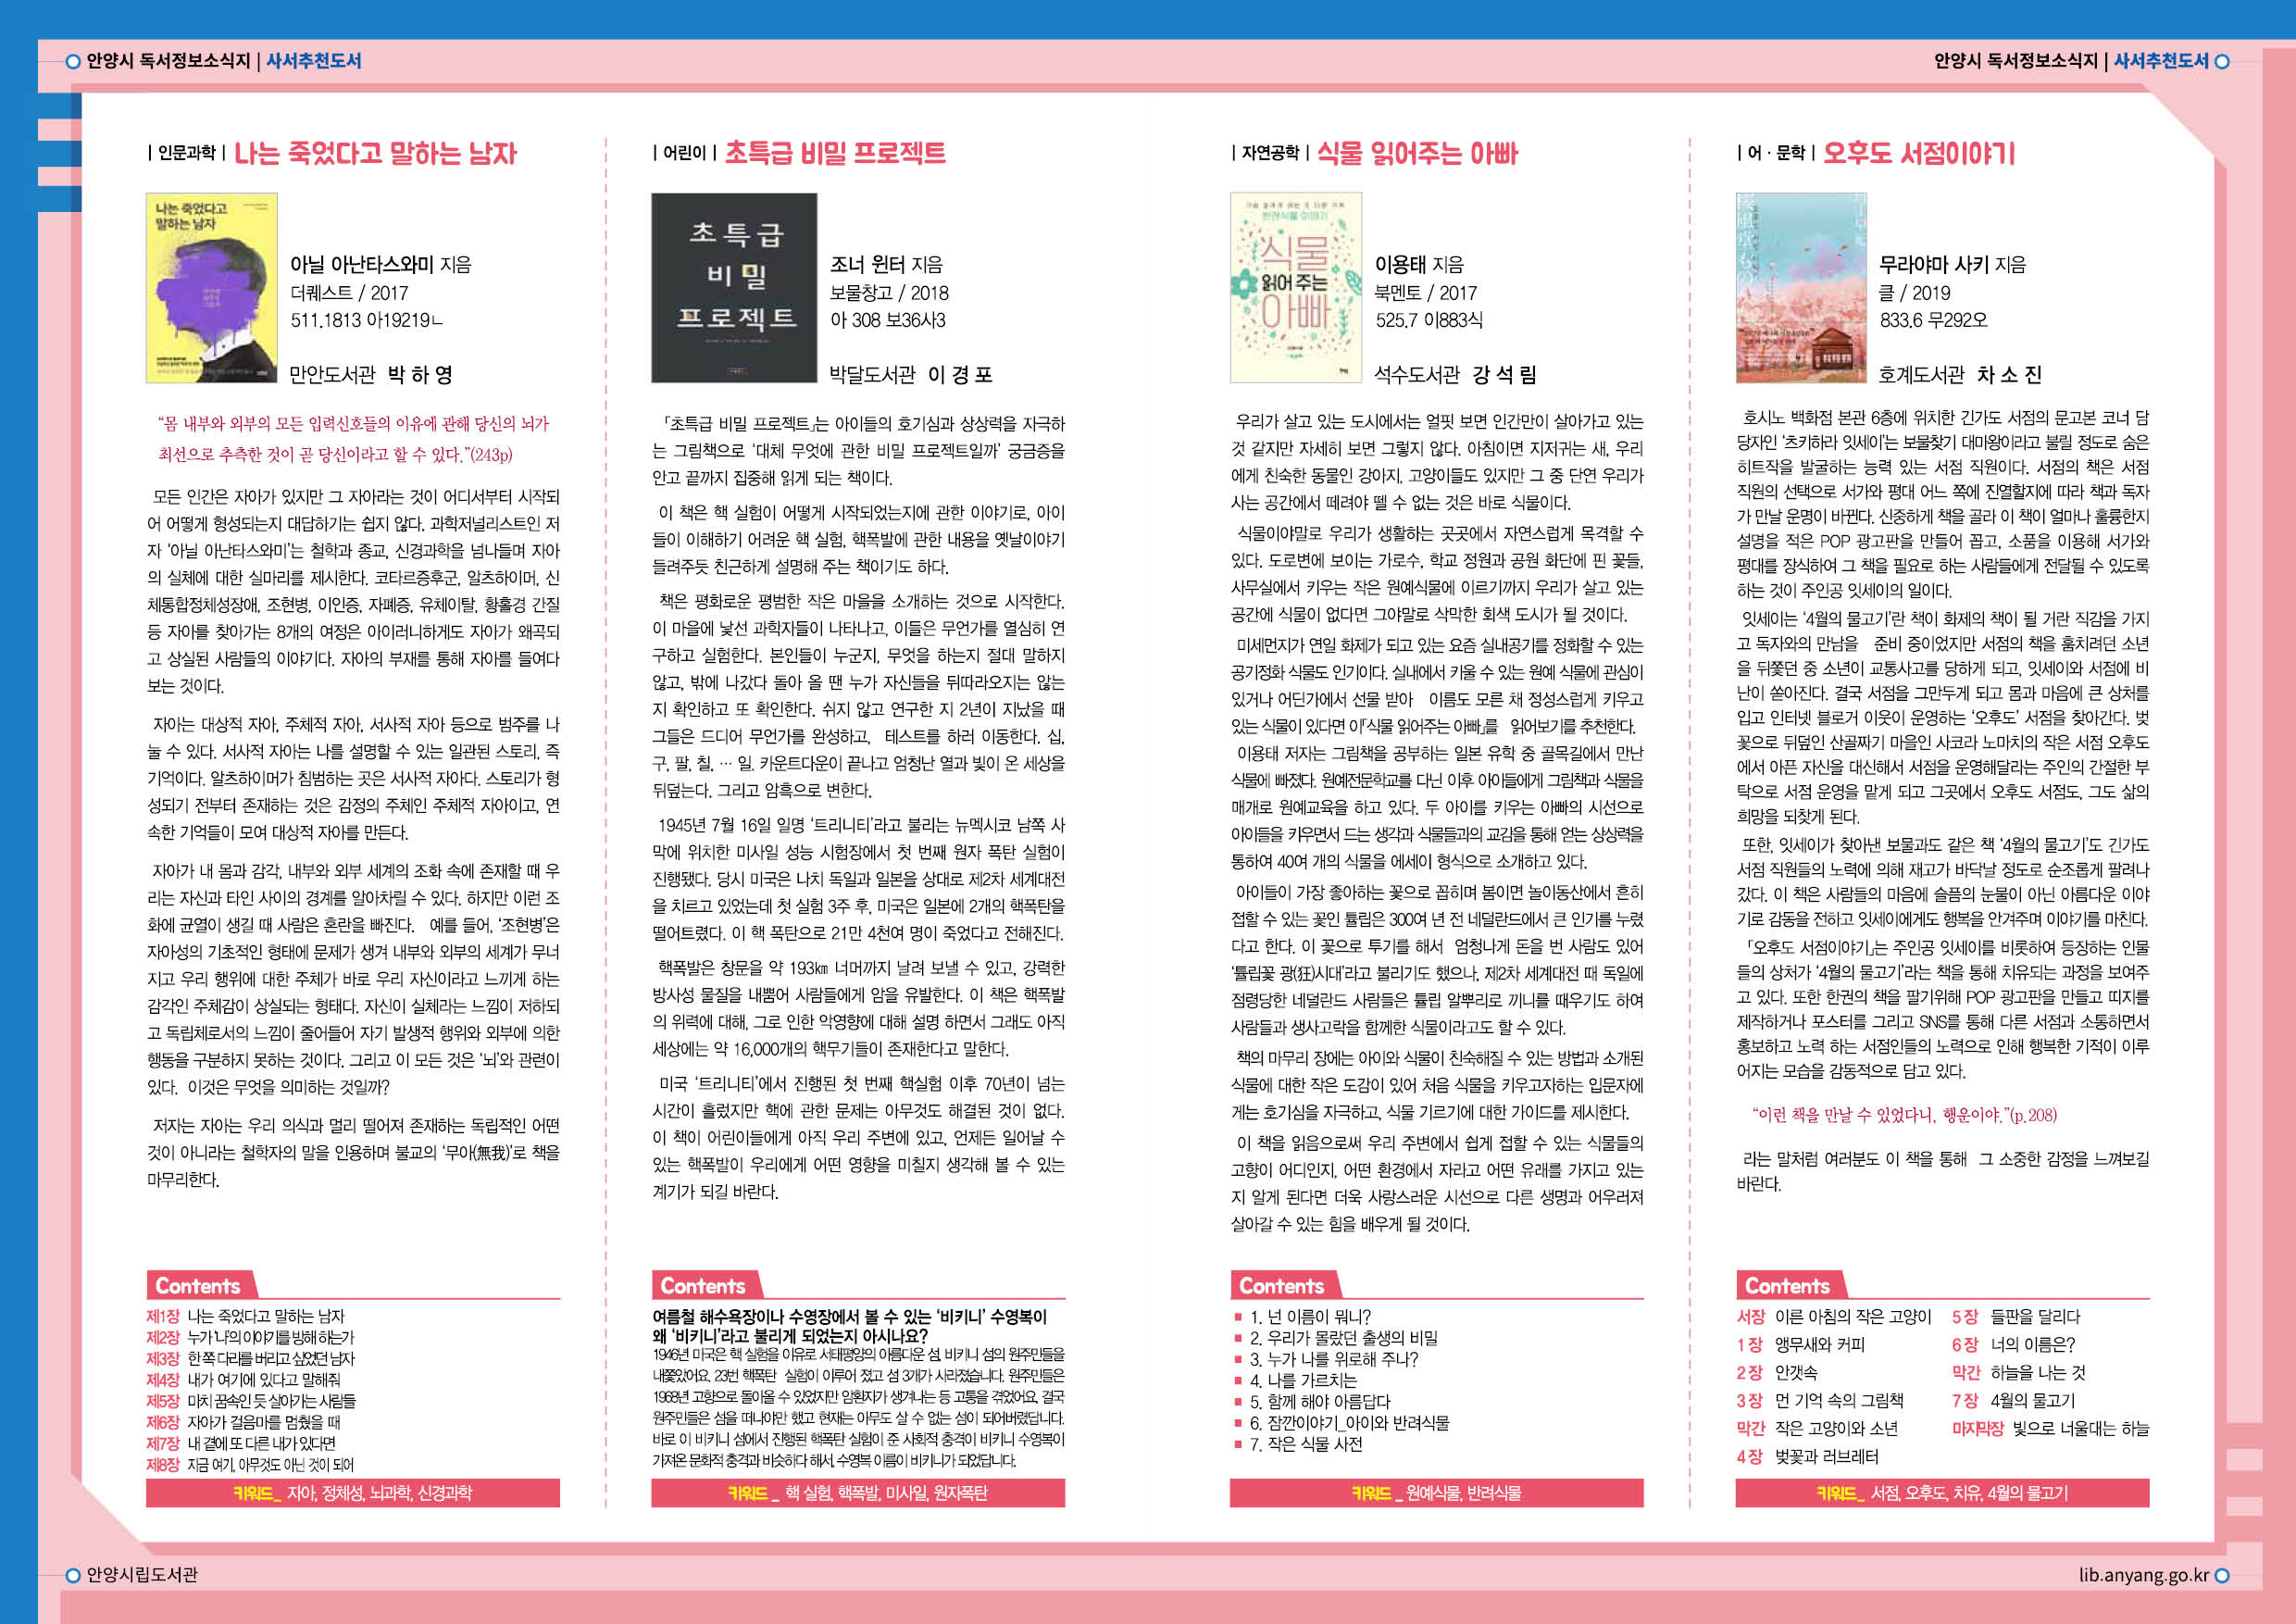 안양시 독서정보소식지 | 사서추천도서
안양시 독서정보소식지 | 사서추천도서
| 인문과학 | 나는 죽었다고 말하는 남자
나는 죽었다고
말하는 남자
아닐 아난타스와미 지음
더퀘스트 / 2017
511.1813 아19219ㄴ
만안도서관 박 하 영
“몸 내부와 외부의 모든 입력신호들의 이유에 관해 당신의 뇌가
최선으로 추측한 것이 곧 당신이라고 할 수 있다.”(243p)
모든 인간은 자아가 있지만 그 자아라는 것이 어디서부터 시작되
어 어떻게 형성되는지 대답하기는 쉽지 않다. 과학저널리스트인 저
자 ‘아닐 아난타스와미’는 철학과 종교, 신경과학을 넘나들며 자아
의 실체에 대한 실마리를 제시한다. 코타르증후군, 알츠하이머, 신
체통합정체성장애, 조현병, 이인증, 자폐증, 유체이탈, 황홀경 간질
등 자아를 찾아가는 8개의 여정은 아이러니하게도 자아가 왜곡되
고 상실된 사람들의 이야기다. 자아의 부재를 통해 자아를 들여다
보는 것이다.
자아는 대상적 자아, 주체적 자아, 서사적 자아 등으로 범주를 나
눌 수 있다. 서사적 자아는 나를 설명할 수 있는 일관된 스토리, 즉
기억이다. 알츠하이머가 침범하는 곳은 서사적 자아다. 스토리가 형
성되기 전부터 존재하는 것은 감정의 주체인 주체적 자아이고, 연
속한 기억들이 모여 대상적 자아를 만든다.
자아가 내 몸과 감각, 내부와 외부 세계의 조화 속에 존재할 때 우
리는 자신과 타인 사이의 경계를 알아차릴 수 있다. 하지만 이런 조
화에 균열이 생길 때 사람은 혼란을 빠진다. 예를 들어, ‘조현병’은
자아성의 기초적인 형태에 문제가 생겨 내부와 외부의 세계가 무너
지고 우리 행위에 대한 주체가 바로 우리 자신이라고 느끼게 하는
감각인 주체감이 상실되는 형태다. 자신이 실체라는 느낌이 저하되
고 독립체로서의 느낌이 줄어들어 자기 발생적 행위와 외부에 의한
행동을 구분하지 못하는 것이다. 그리고 이 모든 것은 ‘뇌’와 관련이
있다. 이것은 무엇을 의미하는 것일까?
저자는 자아는 우리 의식과 멀리 떨어져 존재하는 독립적인 어떤
것이 아니라는 철학자의 말을 인용하며 불교의 ‘무아(無我)’로 책을
마무리한다.
Contents
제1장 나는 죽었다고 말하는 남자
제2장 누가 나의 이야기를 방해하는가
제3장 한쪽 다리를 버리고 싶었던 남자
제4장 내가 여기에 있다고 말해줘
제5장 마치 꿈속인 듯 살아가는 사람들
제6장 자아가 걸음마를 멈췄을 때
제7장 내 곁에 또 다른 내가 있다면
제8장 지금 여기, 아무것도 아닌 것이 되어
키워드_ 자아, 정체성, 뇌과학, 신경과학
| 어린이 | 초특급 비밀 프로젝트
초특급
비밀
프로젝트
조너 윈터 지음
보물창고 / 2018
아 308 보36사3
박달도서관 이 경 포
「초특급 비밀 프로젝트」는 아이들의 호기심과 상상력을 자극하
는 그림책으로 ‘대체 무엇에 관한 비밀 프로젝트일까’ 궁금증을
안고 끝까지 집중해 읽게 되는 책이다.
이 책은 핵 실험이 어떻게 시작되었는지에 관한 이야기로, 아이
들이 이해하기 어려운 핵 실험, 핵폭발에 관한 내용을 옛날이야기
들려주듯 친근하게 설명해 주는 책이기도 하다.
책은 평화로운 평범한 작은 마을을 소개하는 것으로 시작한다.
이 마을에 낯선 과학자들이 나타나고, 이들은 무언가를 열심히 연
구하고 실험한다. 본인들이 누군지, 무엇을 하는지 절대 말하지
않고, 밖에 나갔다 돌아 올 땐 누가 자신들을 뒤따라오지는 않는
지 확인하고 또 확인한다. 쉬지 않고 연구한 지 2년이 지났을 때
그들은 드디어 무언가를 완성하고, 테스트를 하러 이동한다. 십,
구, 팔, 칠, … 일. 카운트다운이 끝나고 엄청난 열과 빛이 온 세상을
뒤덮는다. 그리고 암흑으로 변한다.
1945년 7월 16일 일명 ‘트리니티’라고 불리는 뉴멕시코 남쪽 사
막에 위치한 미사일 성능 시험장에서 첫 번째 원자 폭탄 실험이
진행됐다. 당시 미국은 나치 독일과 일본을 상대로 제2차 세계대전
을 치르고 있었는데 첫 실험 3주 후, 미국은 일본에 2개의 핵폭탄을
떨어트렸다. 이 핵 폭탄으로 21만 4천여 명이 죽었다고 전해진다.
핵폭발은 창문을 약 193㎞ 너머까지 날려 보낼 수 있고, 강력한
방사성 물질을 내뿜어 사람들에게 암을 유발한다. 이 책은 핵폭발
의 위력에 대해, 그로 인한 악영향에 대해 설명 하면서 그래도 아직
세상에는 약 16,000개의 핵무기들이 존재한다고 말한다.
미국 ‘트리니티’에서 진행된 첫 번째 핵실험 이후 70년이 넘는
시간이 흘렀지만 핵에 관한 문제는 아무것도 해결된 것이 없다.
이 책이 어린이들에게 아직 우리 주변에 있고, 언제든 일어날 수
있는 핵폭발이 우리에게 어떤 영향을 미칠지 생각해 볼 수 있는
계기가 되길 바란다.
Contents
여름철 해수욕장이나 수영장에서 볼 수 있는 ‘비키니’ 수영복이
왜 ‘비키니’라고 불리게 되었는지 아시나요?
1946년 미국은 핵 실험을 이유로 서태평양의 아름다운 섬, 비키니 섬의 원주민들을
내쫓았어요. 23번 핵폭탄 실험이 이루어 졌고 섬 3개가 사라졌습니다. 원주민들은
1968년 고향으로 돌아올 수 있었지만 암환자가 생겨나는 등 고통을 겪었어요. 결국
원주민들은 섬을 떠나야만 했고 현재는 아무도 살 수 없는 섬이 되어버렸답니다.
바로 이 비키니 섬에서 진행된 핵폭탄 실험이 준 사회적 충격이 비키니 수영복이
가져온 문화적 충격과 비슷하다 해서, 수영복 이름이 비키니가 되었답니다.
키워드_ 핵 실험, 핵폭발, 미사일, 원자폭탄
| 자연공학 | 식물 읽어주는 아빠
반려식물 이야기
식물
읽어 주는
아빠
이용태 지음
북멘토 / 2017
525.7 이883식
석수도서관 강 석 림
우리가 살고 있는 도시에서는 얼핏 보면 인간만이 살아가고 있는
것 같지만 자세히 보면 그렇지 않다. 아침이면 지저귀는 새, 우리
에게 친숙한 동물인 강아지, 고양이들도 있지만 그 중 단연 우리가
사는 공간에서 떼려야 뗄 수 없는 것은 바로 식물이다.
식물이야말로 우리가 생활하는 곳곳에서 자연스럽게 목격할 수
있다. 도로변에 보이는 가로수, 학교 정원과 공원 화단에 핀 꽃들,
사무실에서 키우는 작은 원예식물에 이르기까지 우리가 살고 있는
공간에 식물이 없다면 그야말로 삭막한 회색 도시가 될 것이다.
미세먼지가 연일 화제가 되고 있는 요즘 실내공기를 정화할 수 있는
공기정화 식물도 인기이다. 실내에서 키울 수 있는 원예 식물에 관심이
있거나 어딘가에서 선물 받아 이름도 모른 채 정성스럽게 키우고
있는 식물이 있다면 이「식물 읽어주는 아빠」를 읽어보기를 추천한다.
이용태 저자는 그림책을 공부하는 일본 유학 중 골목길에서 만난
식물에 빠졌다. 원예전문학교를 다닌 이후 아이들에게 그림책과 식물을
매개로 원예교육을 하고 있다. 두 아이를 키우는 아빠의 시선으로
아이들을 키우면서 드는 생각과 식물들과의 교감을 통해 얻는 상상력을
통하여 40여 개의 식물을 에세이 형식으로 소개하고 있다.
아이들이 가장 좋아하는 꽃으로 꼽히며 봄이면 놀이동산에서 흔히
접할 수 있는 꽃인 튤립은 300여 년 전 네덜란드에서 큰 인기를 누렸
다고 한다. 이 꽃으로 투기를 해서 엄청나게 돈을 번 사람도 있어
‘튤립꽃 광(狂)시대’라고 불리기도 했으나, 제2차 세계대전 때 독일에
점령당한 네덜란드 사람들은 튤립 알뿌리로 끼니를 때우기도 하여
사람들과 생사고락을 함께한 식물이라고도 할 수 있다.
책의 마무리 장에는 아이와 식물이 친숙해질 수 있는 방법과 소개된
식물에 대한 작은 도감이 있어 처음 식물을 키우고자하는 입문자에
게는 호기심을 자극하고, 식물 기르기에 대한 가이드를 제시한다.
이 책을 읽음으로써 우리 주변에서 쉽게 접할 수 있는 식물들의
고향이 어디인지, 어떤 환경에서 자라고 어떤 유래를 가지고 있는
지 알게 된다면 더욱 사랑스러운 시선으로 다른 생명과 어우러져
살아갈 수 있는 힘을 배우게 될 것이다.
Contents
1. 넌 이름이 뭐니?
2. 우리가 몰랐던 출생의 비밀
3. 누가 나를 위로해 주나?
4. 나를 가르치는
5. 함께 해야 아름답다
6. 잠깐이야기_아이와 반려식물
7. 작은 식물 사전
키워드_ 원예식물, 반려식물
| 어 · 문학 | 오후도 서점이야기
무라야마 사키 지음
클 / 2019
833.6 무292오
호계도서관 차 소 진
호시노 백화점 본관 6층에 위치한 긴가도 서점의 문고본 코너 담
당자인 ‘츠키하라 잇세이’는 보물찾기 대마왕이라고 불릴 정도로 숨은
히트작을 발굴하는 능력 있는 서점 직원이다. 서점의 책은 서점
직원의 선택으로 서가와 평대 어느 쪽에 진열할지에 따라 책과 독자
가 만날 운명이 바뀐다. 신중하게 책을 골라 이 책이 얼마나 훌륭한지
설명을 적은 POP 광고판을 만들어 꼽고, 소품을 이용해 서가와
평대를 장식하여 그 책을 필요로 하는 사람들에게 전달될 수 있도록
하는 것이 주인공 잇세이의 일이다.
잇세이는 ‘4월의 물고기’란 책이 화제의 책이 될 거란 직감을 가지
고 독자와의 만남을 준비 중이었지만 서점의 책을 훔치려던 소년
을 뒤쫓던 중 소년이 교통사고를 당하게 되고, 잇세이와 서점에 비
난이 쏟아진다. 결국 서점을 그만두게 되고 몸과 마음에 큰 상처를
입고 인터넷 블로거 이웃이 운영하는 ‘오후도’ 서점을 찾아간다. 벚
꽃으로 뒤덮인 산골짜기 마을인 사코라 노마치의 작은 서점 오후도
에서 아픈 자신을 대신해서 서점을 운영해달라는 주인의 간절한 부
탁으로 서점 운영을 맡게 되고 그곳에서 오후도 서점도, 그도 삶의
희망을 되찾게 된다.
또한, 잇세이가 찾아낸 보물과도 같은 책 ‘4월의 물고기’도 긴가도
서점 직원들의 노력에 의해 재고가 바닥날 정도로 순조롭게 팔려나
갔다. 이 책은 사람들의 마음에 슬픔의 눈물이 아닌 아름다운 이야
기로 감동을 전하고 잇세이에게도 행복을 안겨주며 이야기를 마친다.
「오후도 서점이야기」는 주인공 잇세이를 비롯하여 등장하는 인물
들의 상처가 ‘4월의 물고기’라는 책을 통해 치유되는 과정을 보여주
고 있다. 또한 한권의 책을 팔기위해 POP 광고판을 만들고 띠지를
제작하거나 포스터를 그리고 SNS를 통해 다른 서점과 소통하면서
홍보하고 노력 하는 서점인들의 노력으로 인해 행복한 기적이 이루
어지는 모습을 감동적으로 담고 있다.
“이런 책을 만날 수 있었다니, 행운이야.”(p.208)
라는 말처럼 여러분도 이 책을 통해 그 소중한 감정을 느껴보길
바란다.
Contents
서장 이른 아침의 작은 고양이
1장 앵무새와 커피
2장 안갯속
3장 먼 기억 속의 그림책
막간 작은 고양이와 소년
4장 벚꽃과 러브레터
5장 들판을 달리다
6장 너의 이름은?
막간 하늘을 나는 것
7장 4월의 물고기
마지막장 빛으로 너울대는 하늘
키워드_ 서점, 오후도, 치유, 4월의 물고기
안양시립도서관
lib.anyang.go.kr